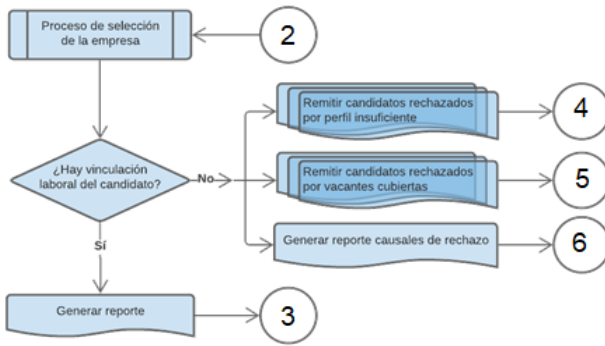 Proceso de selección
de la empresa
2
Remitir candidatos rechazados
por perfil insuficiente
4
¿Hay vinculación
laboral del candidato?
No
Remitir candidatos rechazados
por vacantes cubiertas
5
Generar reporte causales de rechazo
6
Sí
Generar reporte
3